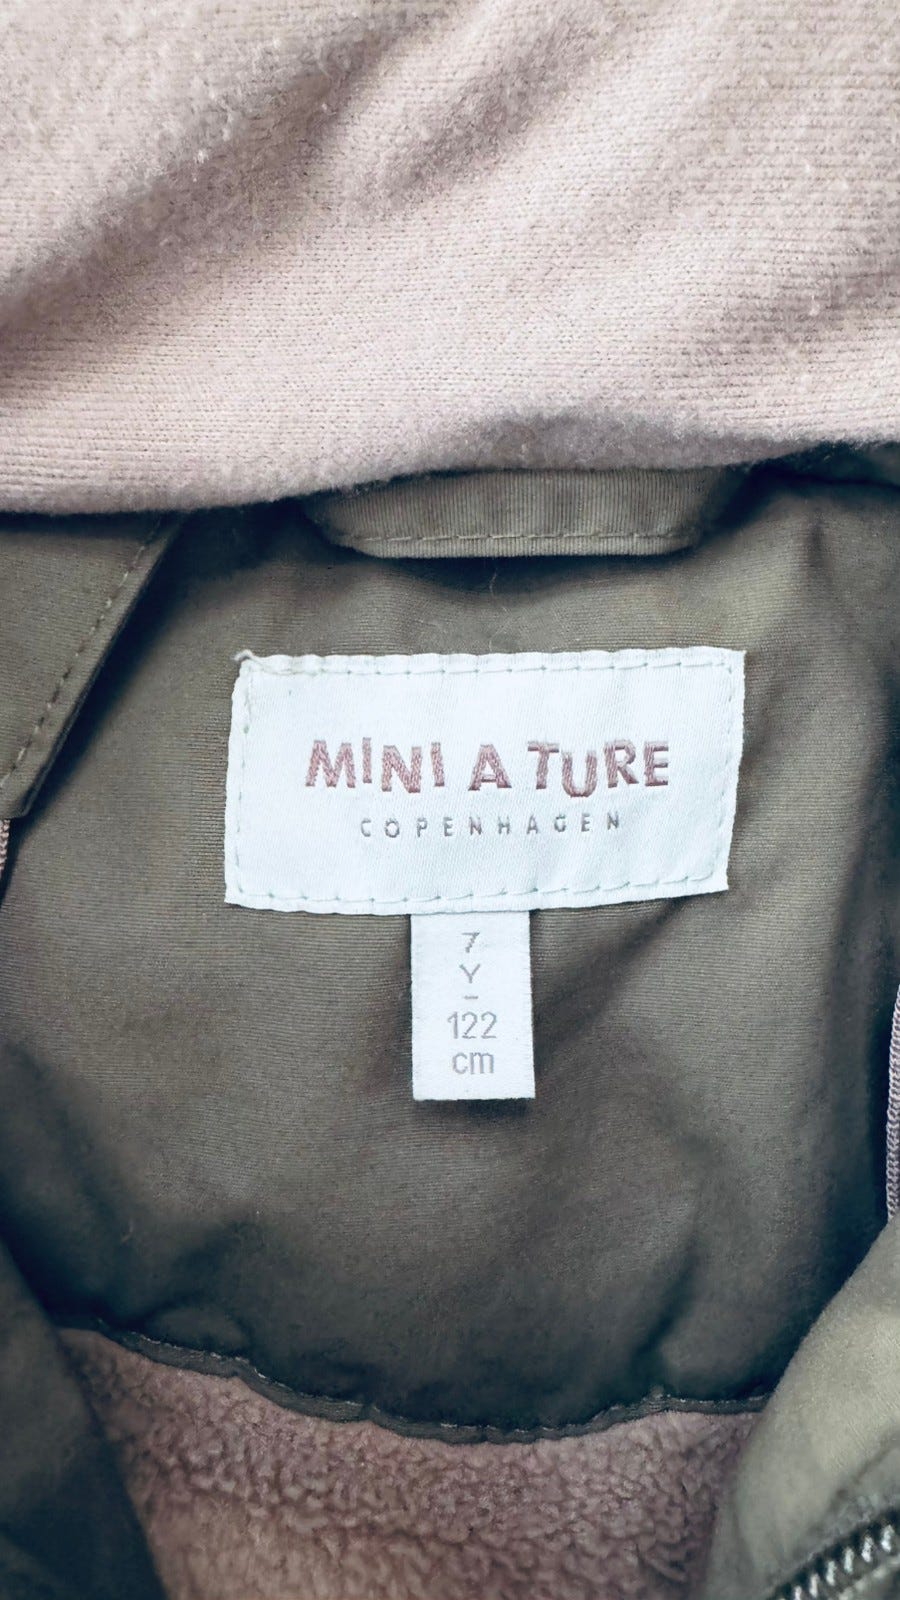 MINI A TURE
COPENHAGEN
7
Y
-
122
cm